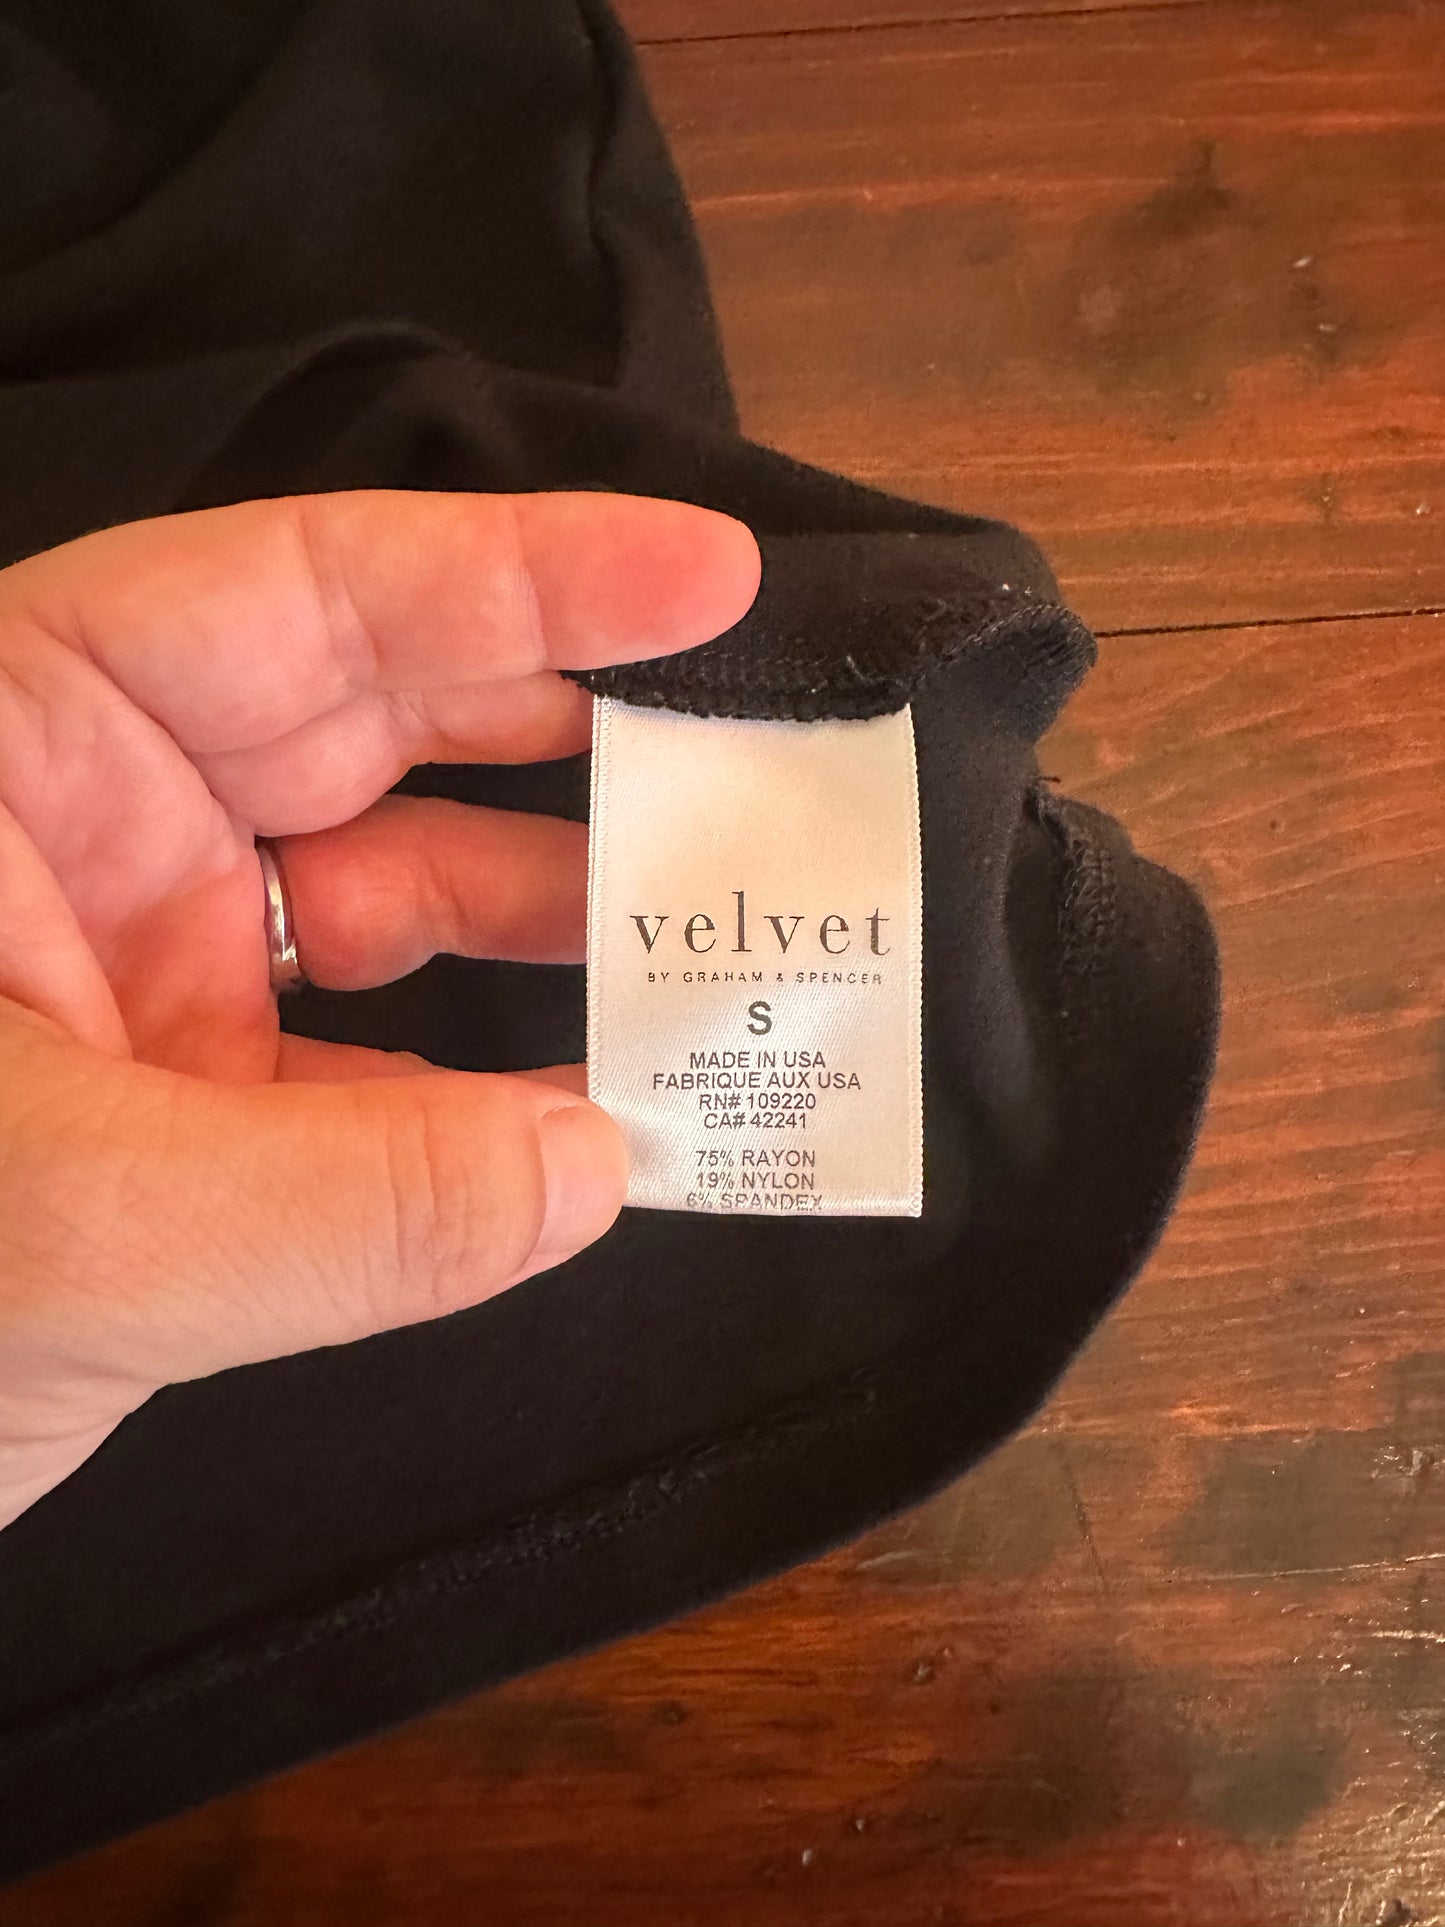 velvet
BY GRAHAM & SPENCER
S
MADE IN USA
FABRIQUE AUX USA
RN# 109220
CA# 42241
75% RAYON
19% NYLON
6% SPANDEX